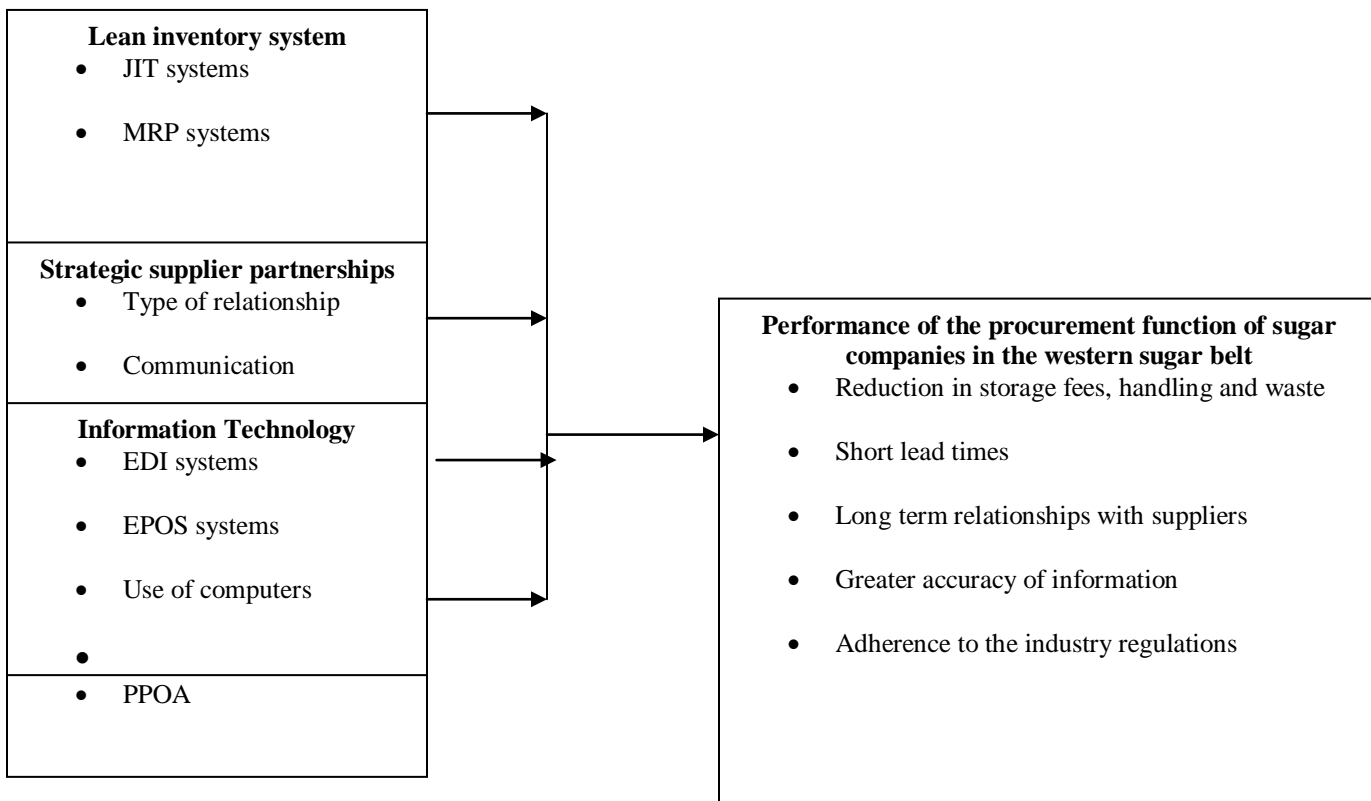 Lean inventory system
• JIT systems
• MRP systems
Strategic supplier partnerships
• Type of relationship
• Communication
Information Technology
• EDI systems
• EPOS systems
• Use of computers
•
• PPOA
Performance of the procurement function of sugar
companies in the western sugar belt
• Reduction in storage fees, handling and waste
• Short lead times
• Long term relationships with suppliers
• Greater accuracy of information
• Adherence to the industry regulations